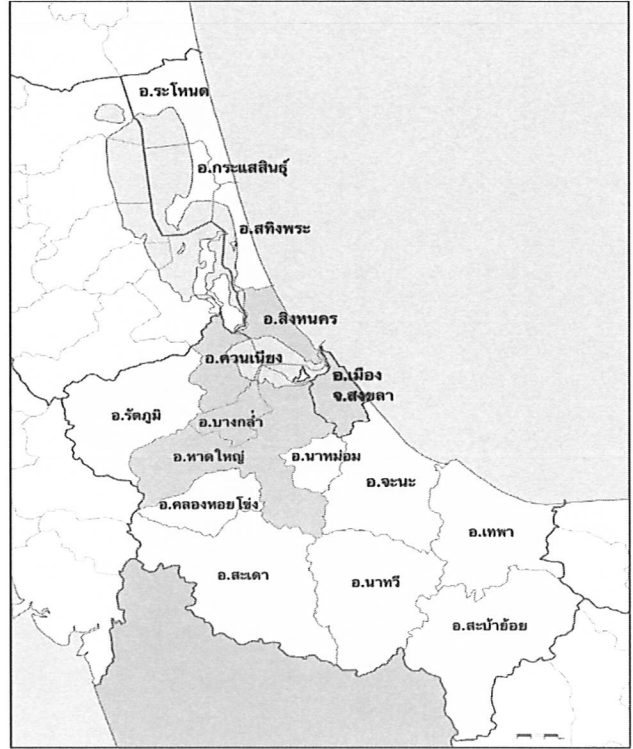 อ.ระโหนด
อ.กระแสสินธุ์
อ.สทิงพระ
อ.สิงหนคร
อ.ควนเนียง
อ.เมือง
จ.สงขลา
อ.รัตภูมิ
อ.บางกล่ำ
อ.หาดใหญ่
อ.นาหม่อม
อ.จะนะ
อ.คลองหอยโข่ง
อ.เทพา
อ.สะเดา
อ.นาทวี
อ.สะบ้าย้อย